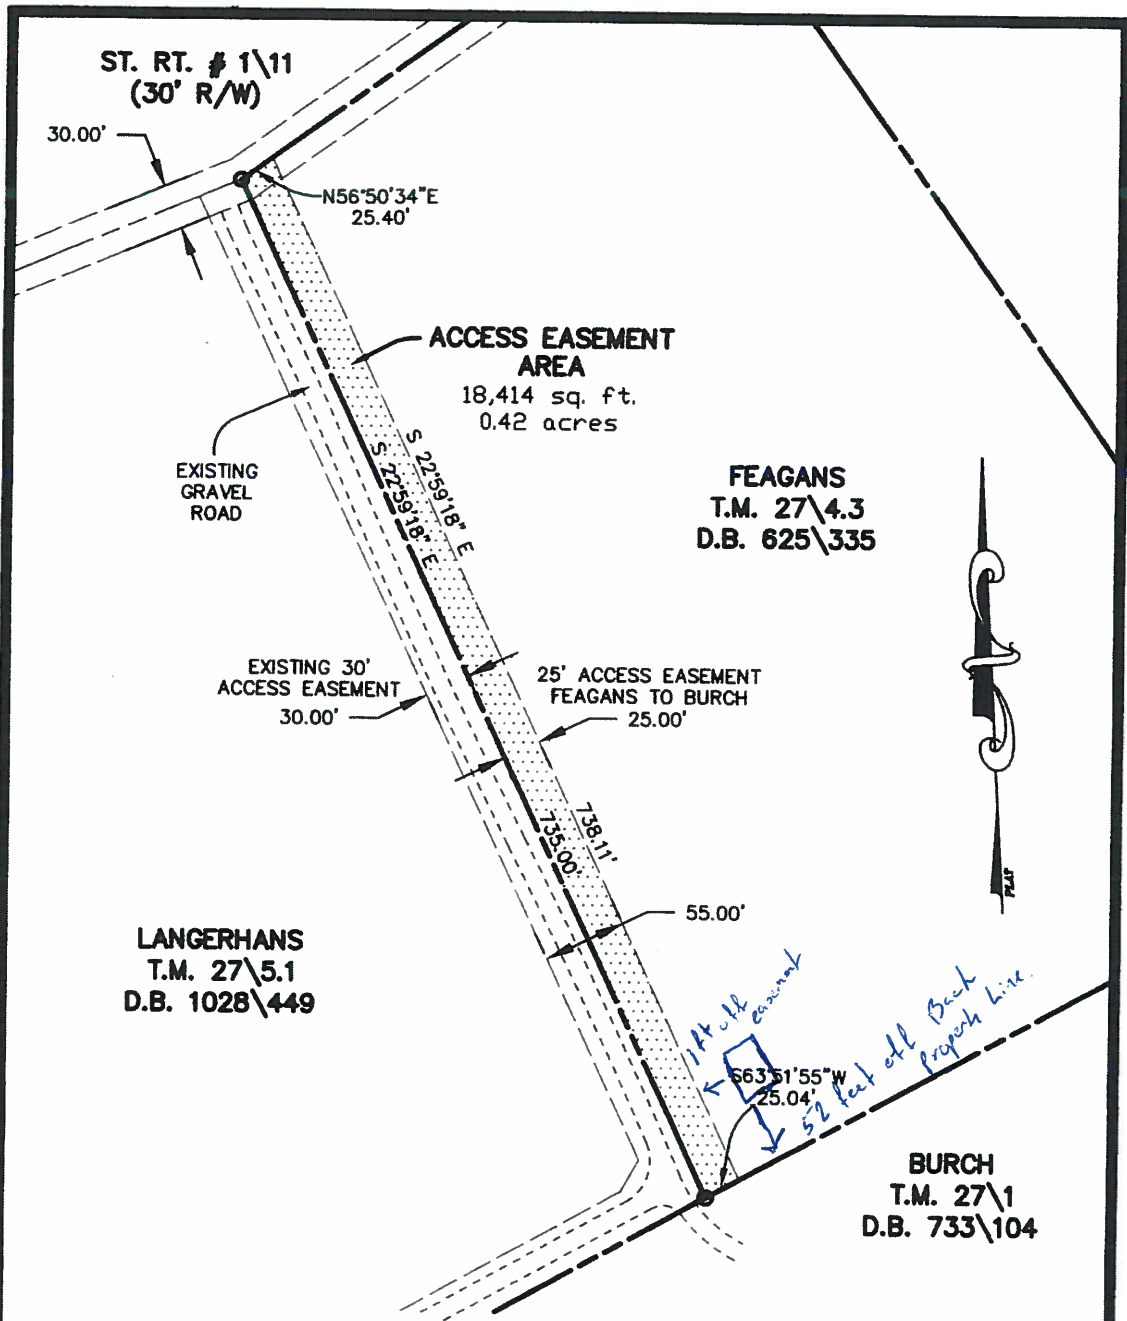 ST. RT. # 1\11
(30' R/W)
30.00'
N56°50'34"E
25.40'
ACCESS EASEMENT
AREA
18,414 sq. ft.
0.42 acres
S 22°59'18" E
S 22°59'18" E
EXISTING
GRAVEL
ROAD
FEAGANS
T.M. 27\4.3
D.B. 625\335
EXISTING 30'
ACCESS EASEMENT
30.00'
25' ACCESS EASEMENT
FEAGANS TO BURCH
25.00'
738.11'
735.00'
PLAT
55.00'
LANGERHANS
T.M. 27\5.1
D.B. 1028\449
ft off
easement
52 feet off Back
property Line.
S63°51'55"W
25.04'
BURCH
T.M. 27\1
D.B. 733\104